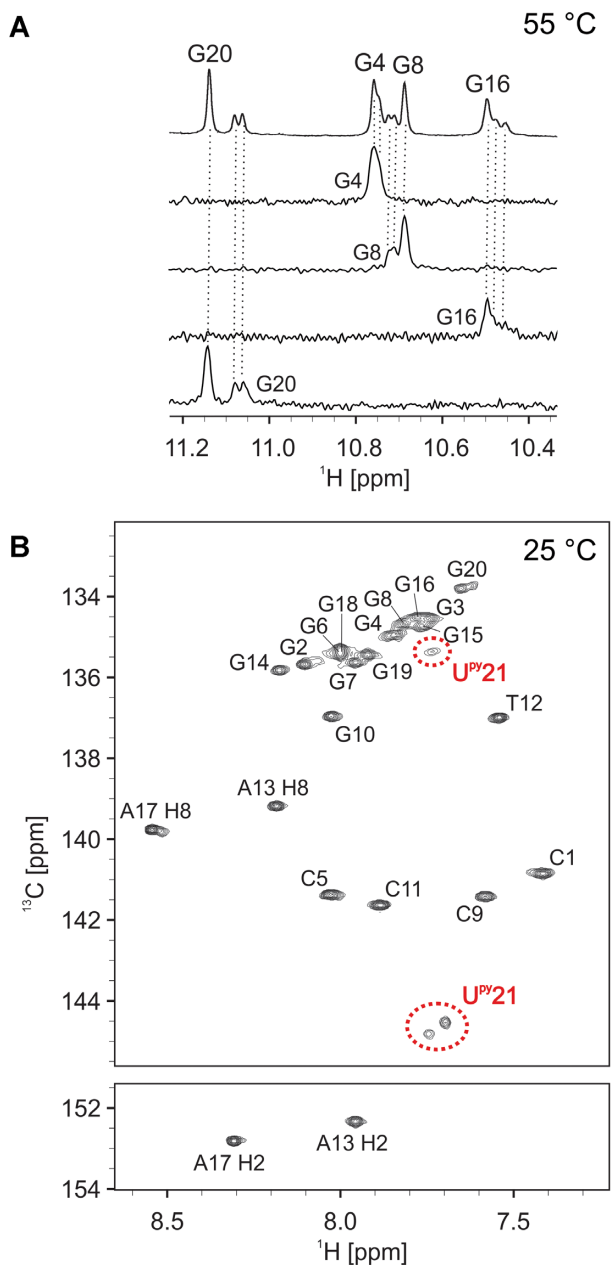 A
55 °C
G20
G4
G8
G16
G4
G8
G16
G20
11.2
11.0
10.8
10.6
10.4
¹H [ppm]
B
25 °C
G20
G16
G8
G3
G18
G4
G6
G15
G2
G14
G19
G7
Uᵖʸ21
T12
G10
A13 H8
A17 H8
C1
C5
C11
C9
Uᵖʸ21
134
136
138
140
142
144
¹³C [ppm]
152
154
A13 H2
A17 H2
8.5
8.0
7.5
¹H [ppm]